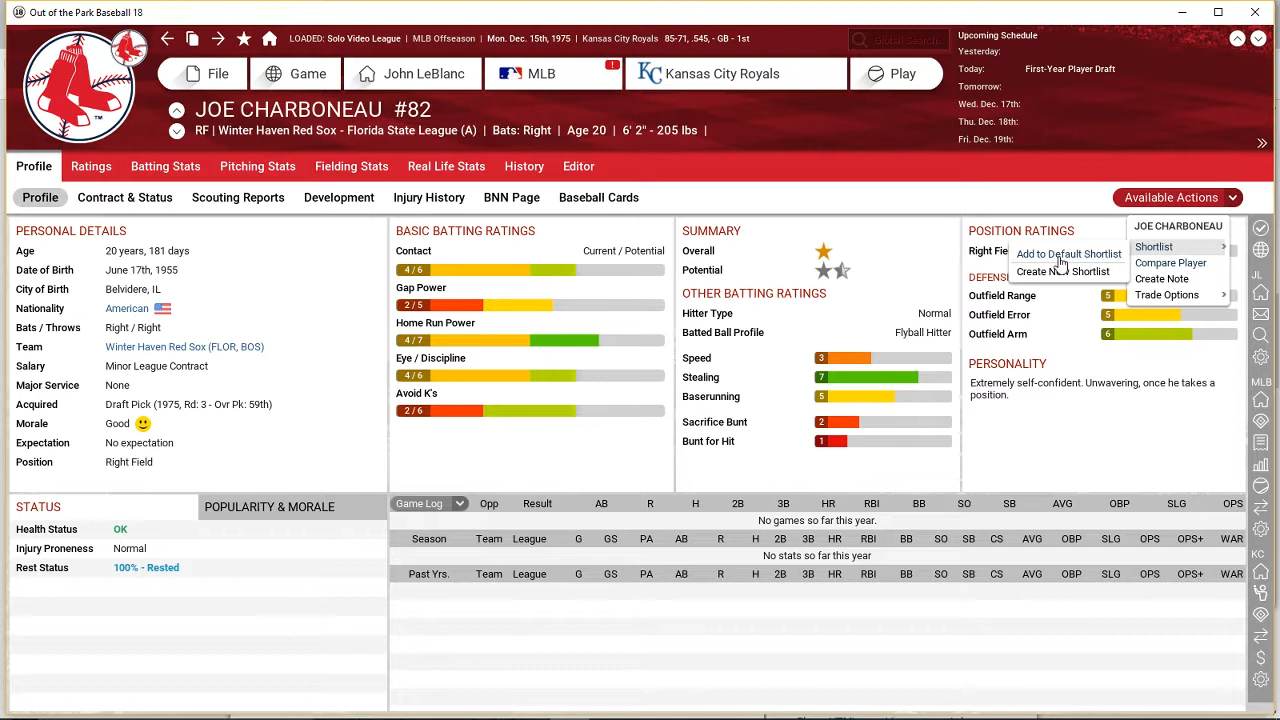 Out of the Park Baseball 18
LOADED: Solo Video League | MLB Offseason | Mon. Dec. 15th, 1975 | Kansas City Royals 85-71, .545, - GB - 1st
Global Search...
Upcoming Schedule
Yesterday:
Today: First-Year Player Draft
Tomorrow:
Wed. Dec. 17th:
Thu. Dec. 18th:
Fri. Dec. 19th:
File
Game
John LeBlanc
MLB
!
KC Kansas City Royals
Play
JOE CHARBONEAU #82
RF | Winter Haven Red Sox - Florida State League (A) | Bats: Right | Age 20 | 6' 2" - 205 lbs |
Profile Ratings Batting Stats Pitching Stats Fielding Stats Real Life Stats History Editor
Profile Contract & Status Scouting Reports Development Injury History BNN Page Baseball Cards
Available Actions
JOE CHARBONEAU
Shortlist
Compare Player
Create Note
Trade Options
Add to Default Shortlist
Shortlist
PERSONAL DETAILS
Age 20 years, 181 days
Date of Birth June 17th, 1955
City of Birth Belvidere, IL
Nationality American
Bats / Throws Right / Right
Team Winter Haven Red Sox (FLOR, BOS)
Salary Minor League Contract
Major Service None
Acquired Draft Pick (1975, Rd: 3 - Ovr Pk: 59th)
Morale Good
Expectation No expectation
Position Right Field
BASIC BATTING RATINGS
Contact Current / Potential
4 / 6
Gap Power
2 / 5
Home Run Power
4 / 7
Eye / Discipline
4 / 6
Avoid K's
2 / 6
SUMMARY
Overall
Potential
OTHER BATTING RATINGS
Hitter Type Normal
Batted Ball Profile Flyball Hitter
Speed 3
Stealing 7
Baserunning 5
Sacrifice Bunt 2
Bunt for Hit 1
POSITION RATINGS
Right
Outfield Range 5
Outfield Error 5
Outfield Arm 6
PERSONALITY
Extremely self-confident. Unwavering, once he takes a
position.
JL
MLB
KC
STATUS
POPULARITY & MORALE
Health Status OK
Injury Proneness Normal
Rest Status 100% - Rested
Game Log Opp Result AB R H 2B 3B HR RBI BB SO SB AVG OBP SLG OPS
No games so far this year.
Season Team League G GS PA AB R H 2B 3B HR RBI BB SO SB CS AVG OBP SLG OPS OPS+ WAR
No stats so far this year
Past Yrs. Team League G GS PA AB R H 2B 3B HR RBI BB SO SB CS AVG OBP SLG OPS OPS+ WAR